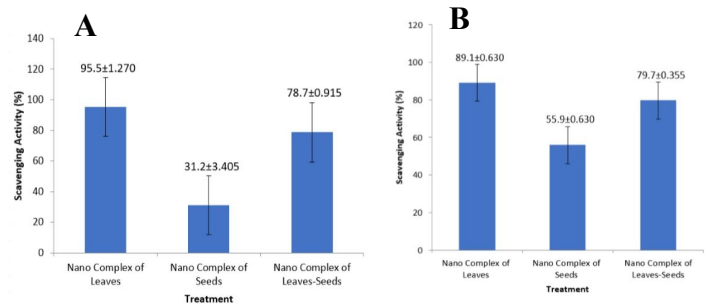 A
Scavenging Activity (%)
140
120
100
80
60
40
20
0
95.5±1.270
31.2±3.405
78.7±0.915
Nano Complex of
Leaves
Nano Complex of
Seeds
Nano Complex of
Leaves-Seeds
Treatment
B
Scavenging Activity (%)
120
100
80
60
40
20
0
89.1±0.630
55.9±0.630
79.7±0.355
Nano Complex of
Leaves
Nano Complex of
Seeds
Nano Complex of
Leaves-Seeds
Treatment